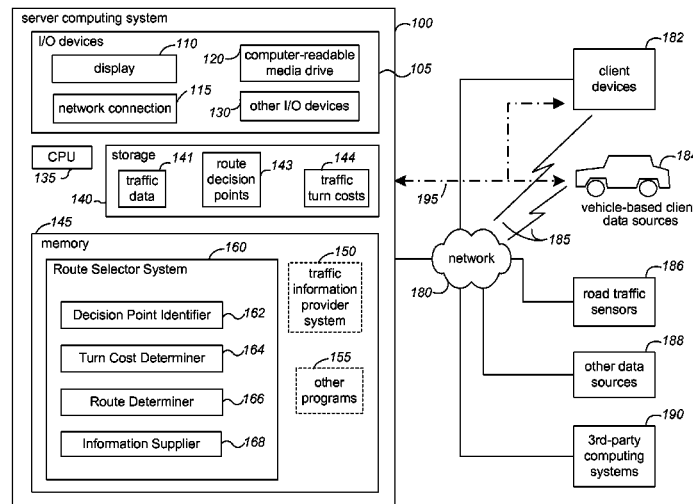 server computing system
100
I/O devices
110
display
120
computer-readable
media drive
105
115
network connection
130
other I/O devices
CPU
135
storage
140
141
traffic
data
route
decision
points
143
144
traffic
turn costs
145
memory
160
Route Selector System
Decision Point Identifier
162
Turn Cost Determiner
164
Route Determiner
166
Information Supplier
168
150
traffic
information
provider
system
155
other
programs
182
client
devices
195
184
vehicle-based clients/
data sources
185
network
180
186
road traffic
sensors
188
other data
sources
190
3rd-party
computing
systems